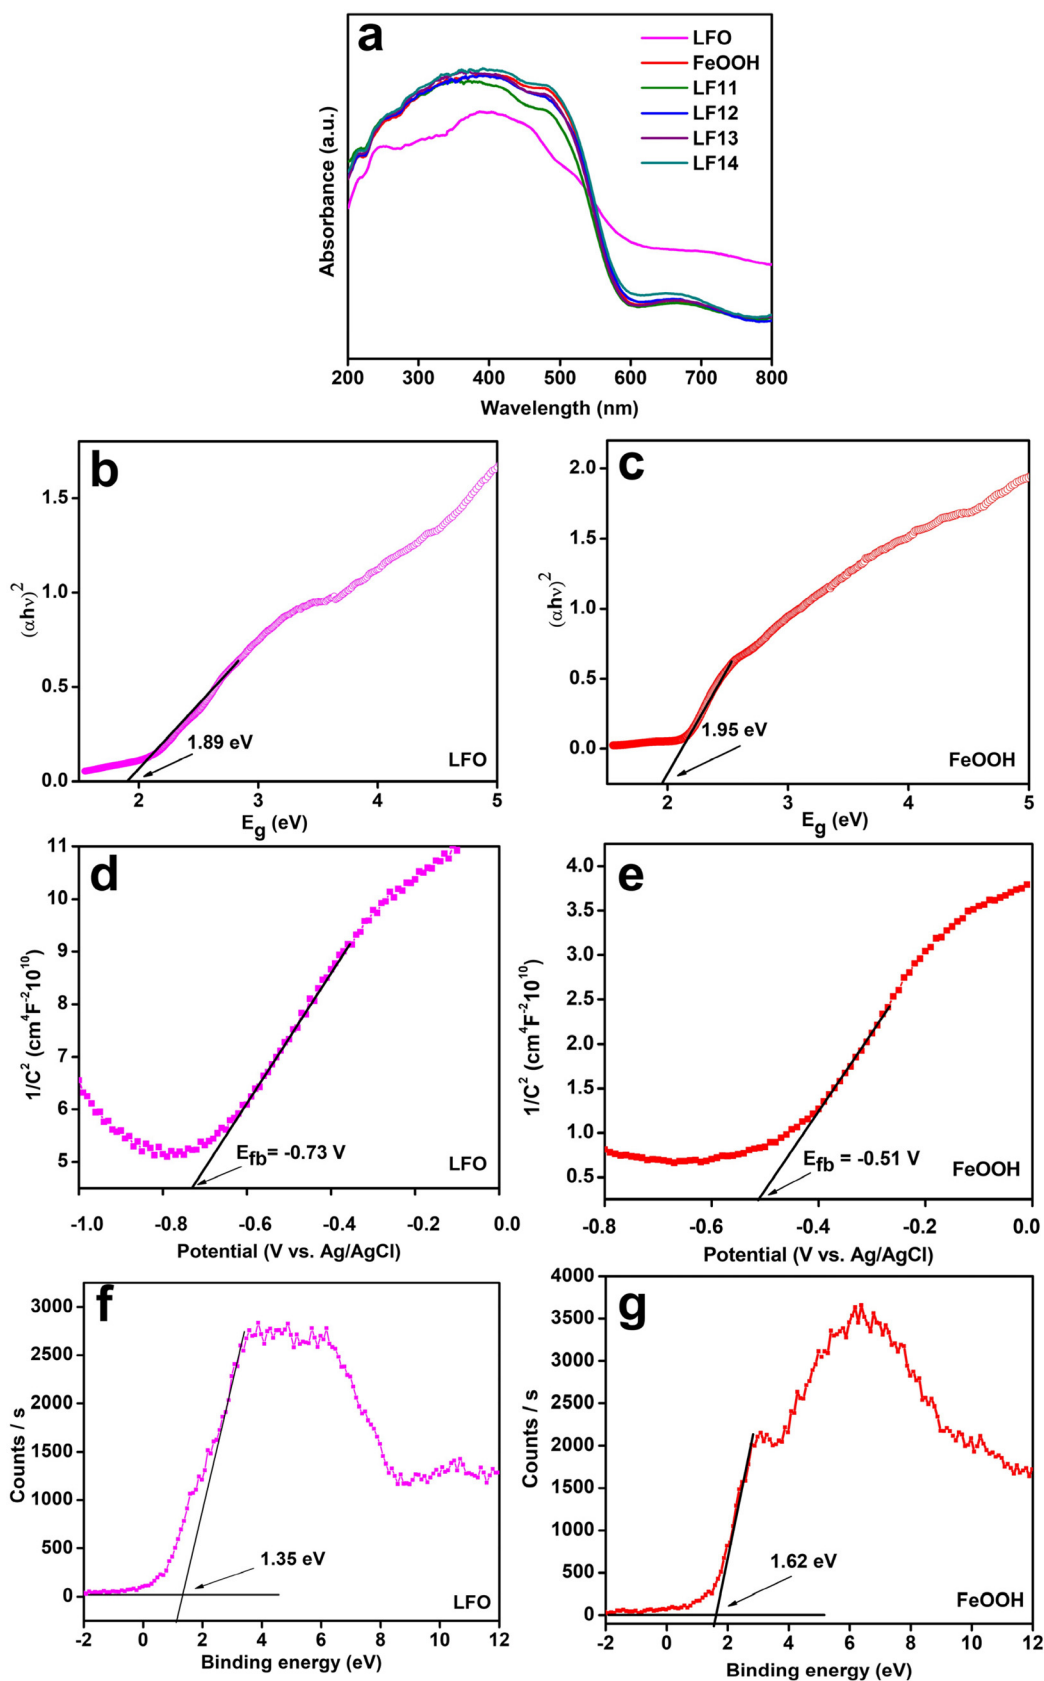 a
LFO
FeOOH
LF11
LF12
LF13
LF14
Absorbance (a.u.)
200 300 400 500 600 700 800
Wavelength (nm)
b
1.5
1.0
0.5
0.0
(αhν)²
1.89 eV
LFO
2 3 4 5
E_g (eV)
c
2.0
1.5
1.0
0.5
0.0
(αhν)²
1.95 eV
FeOOH
2 3 4 5
E_g (eV)
d
11
10
9
8
7
6
5
1/C² (cm⁴F⁻²10¹⁰)
E_fb= -0.73 V
LFO
-1.0 -0.8 -0.6 -0.4 -0.2 0.0
Potential (V vs. Ag/AgCl)
e
4.0
3.5
3.0
2.5
2.0
1.5
1.0
0.5
1/C² (cm⁴F⁻²10¹⁰)
E_fb = -0.51 V
FeOOH
-0.8 -0.6 -0.4 -0.2 0.0
Potential (V vs. Ag/AgCl)
f
3000
2500
2000
1500
1000
500
0
Counts / s
1.35 eV
LFO
-2 0 2 4 6 8 10 12
Binding energy (eV)
g
4000
3500
3000
2500
2000
1500
1000
500
0
Counts / s
1.62 eV
FeOOH
-2 0 2 4 6 8 10 12
Binding energy (eV)